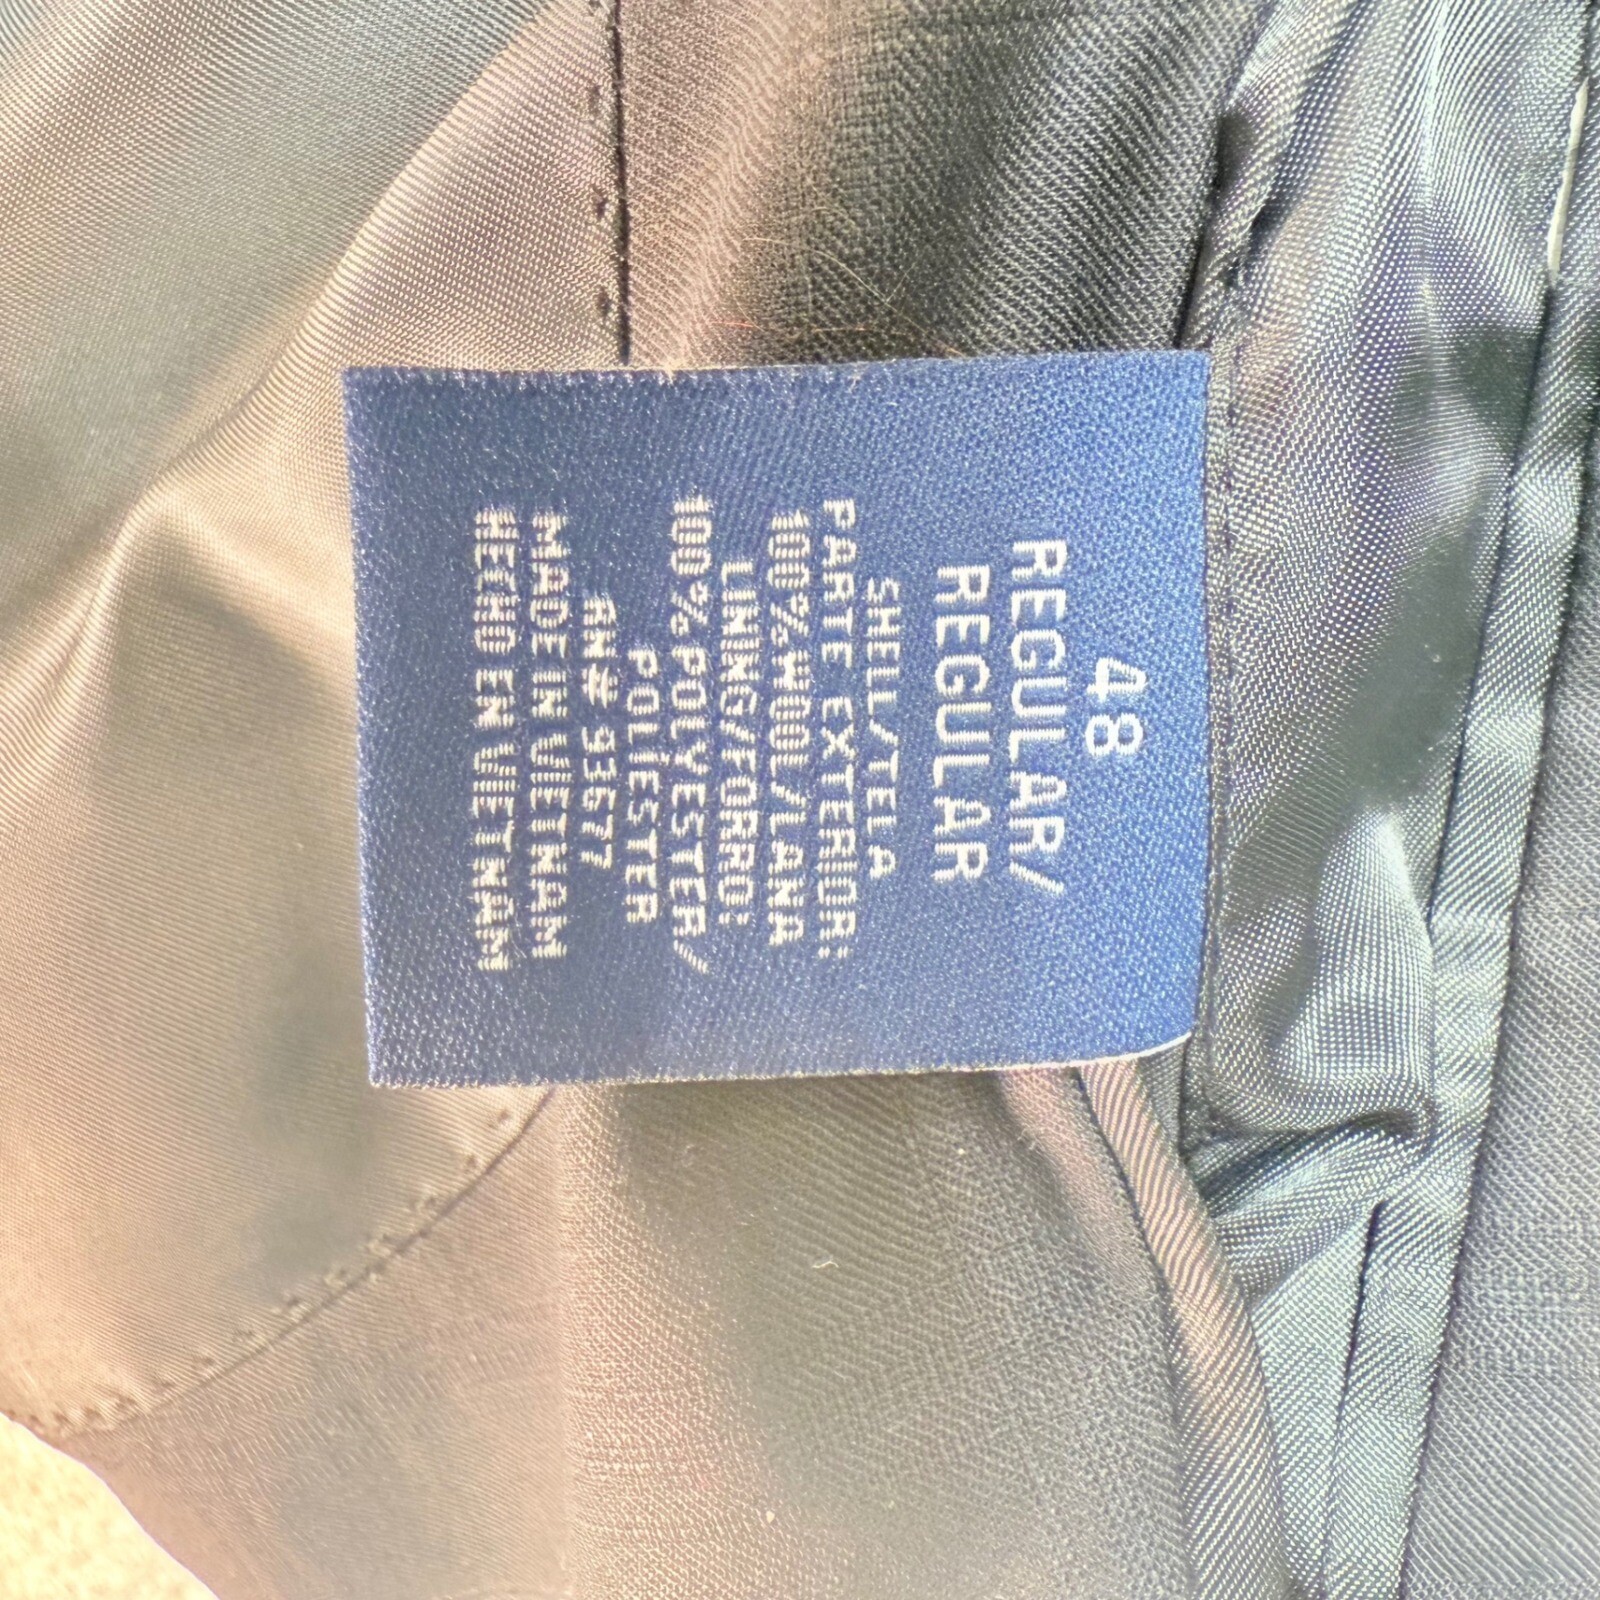 48
REGULAR/
REGULAR
SHELL/TELA
PARTE EXTERIOR:
100%WOOL/LANA
LINING/FORRO:
100%POLYESTER/
POLIESTER
RN# 93677
MADE IN VIETNAM
HECHO EN VIETNAM